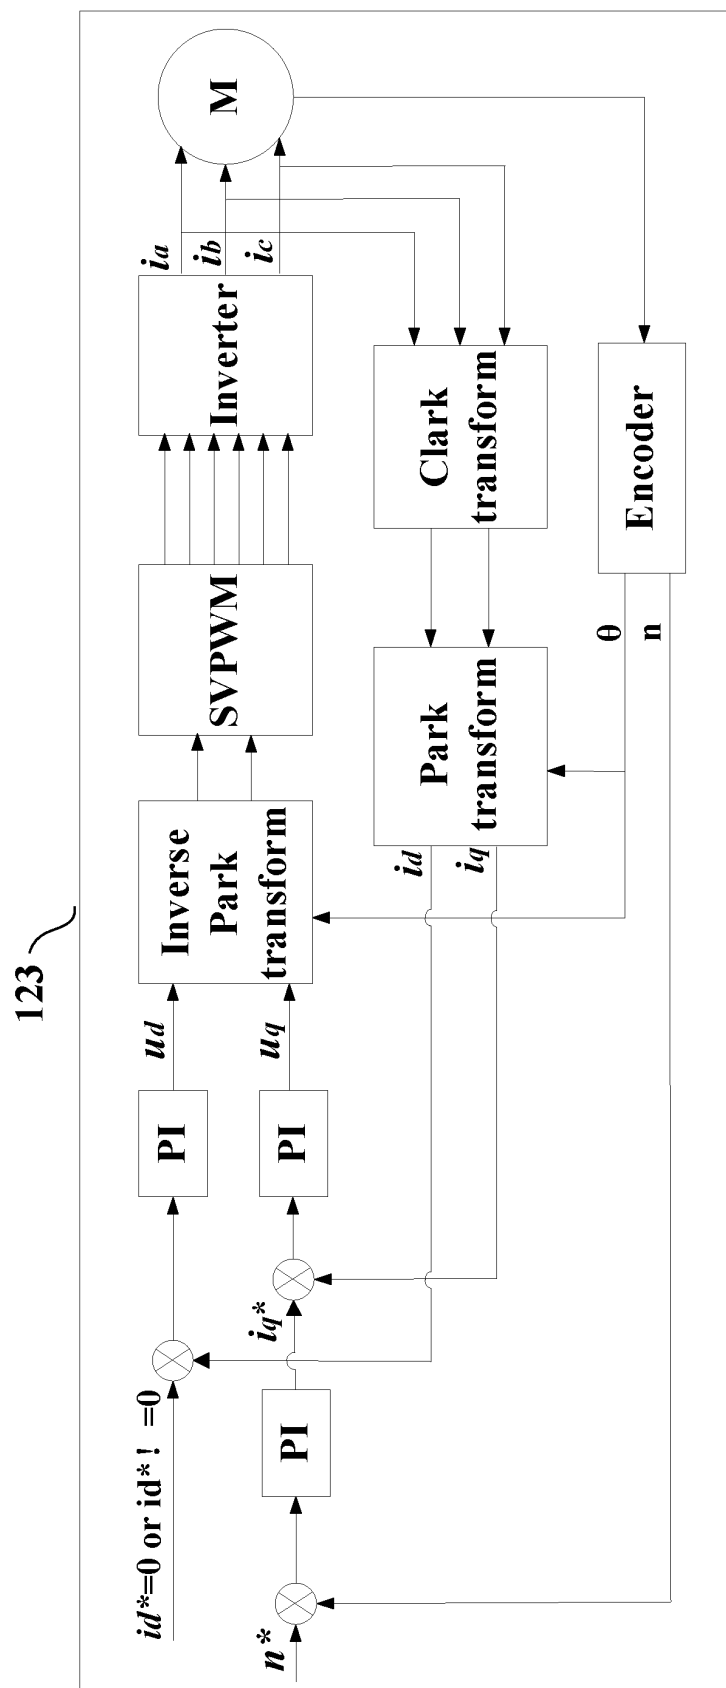 123
id*=0 or id*! =0
n*
PI
iq*
PI
PI
ud
uq
Inverse
Park
transform
SVPWM
Inverter
ia
ib
ic
M
id
iq
Park
transform
Clark
transform
θ
n
Encoder